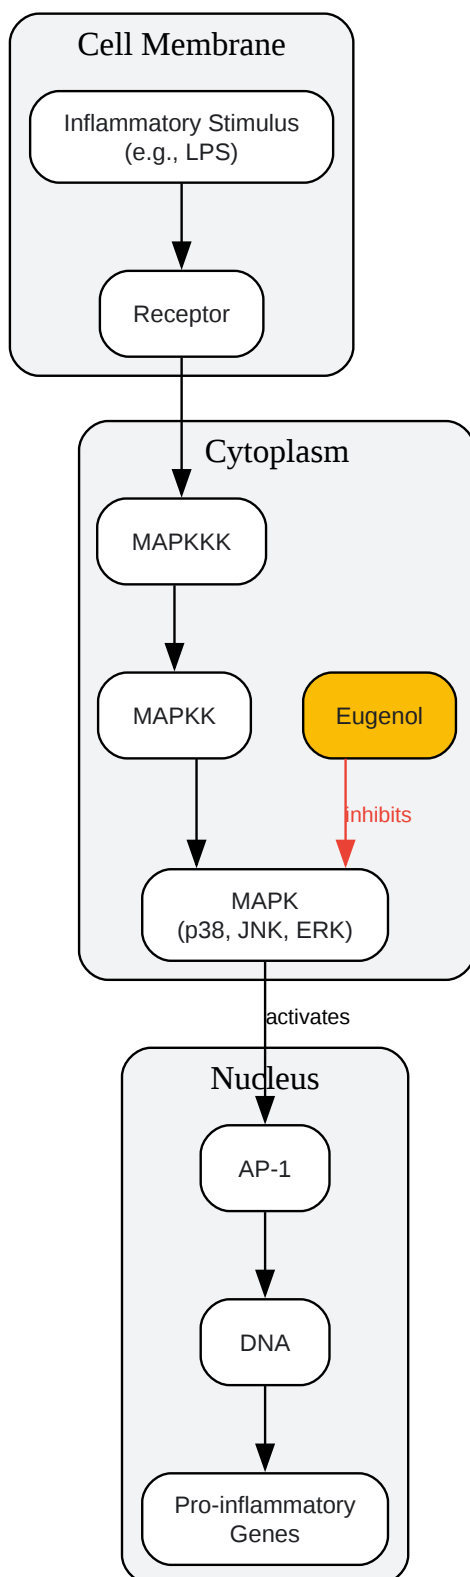 Cell Membrane
Inflammatory Stimulus
(e.g., LPS)
Receptor
Cytoplasm
MAPKKK
MAPKK
Eugenol
inhibits
MAPK
(p38, JNK, ERK)
activates
Nucleus
AP-1
DNA
Pro-inflammatory
Genes